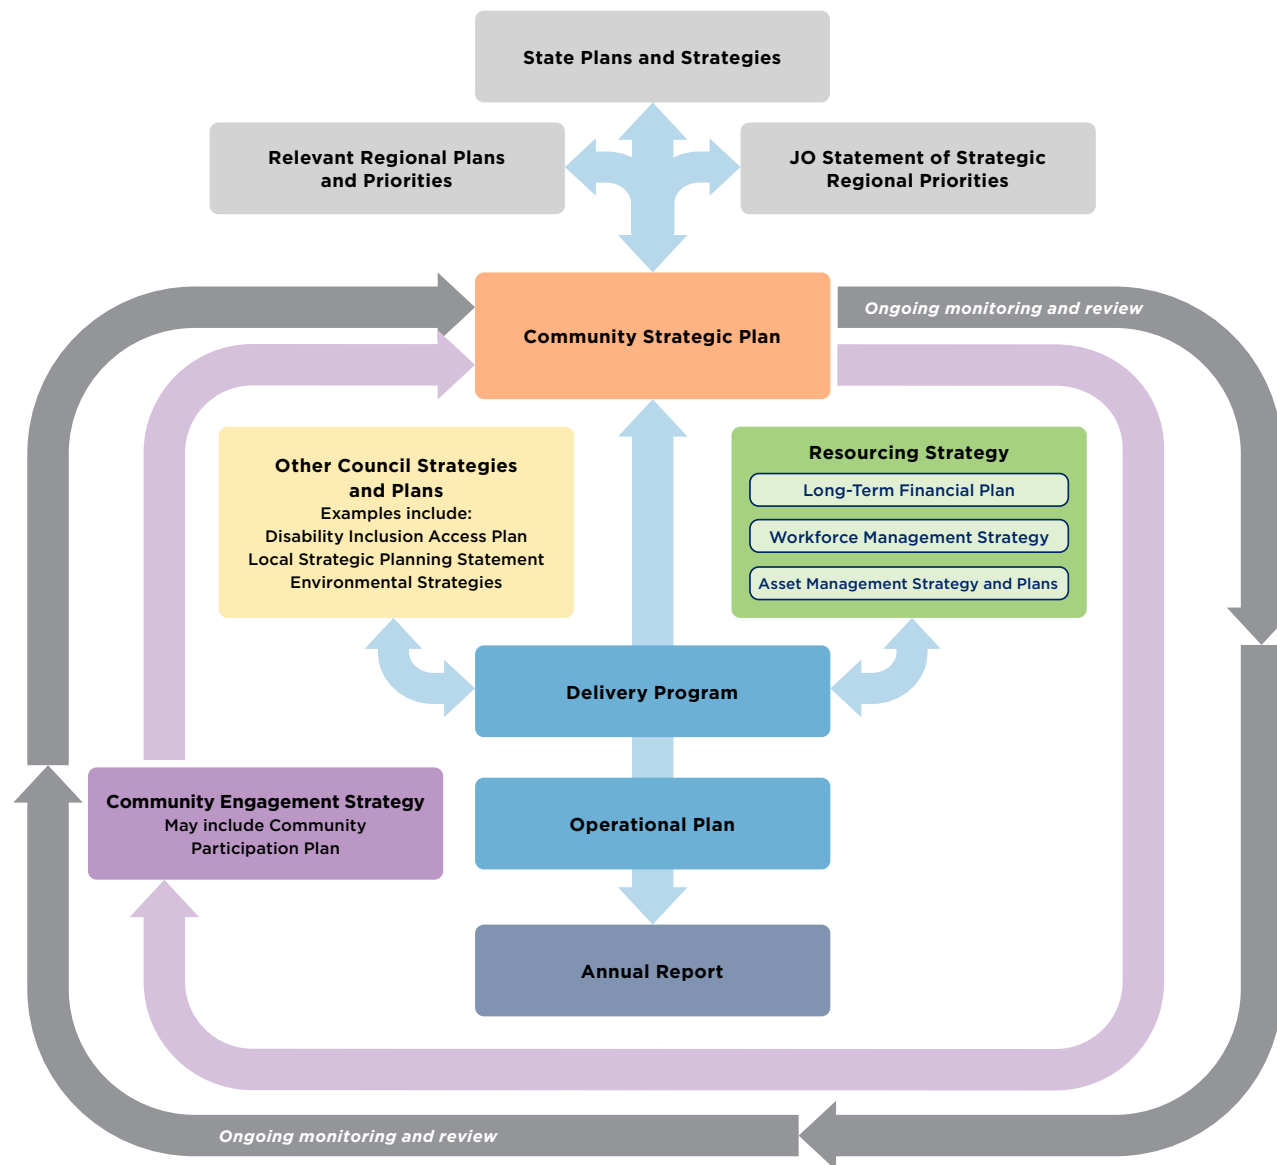 State Plans and Strategies
Relevant Regional Plans
and Priorities
JO Statement of Strategic
Regional Priorities
Ongoing monitoring and review
Community Strategic Plan
Other Council Strategies
and Plans
Examples include:
Disability Inclusion Access Plan
Local Strategic Planning Statement
Environmental Strategies
Resourcing Strategy
Long-Term Financial Plan
Workforce Management Strategy
Asset Management Strategy and Plans
Delivery Program
Community Engagement Strategy
May include Community
Participation Plan
Operational Plan
Annual Report
Ongoing monitoring and review